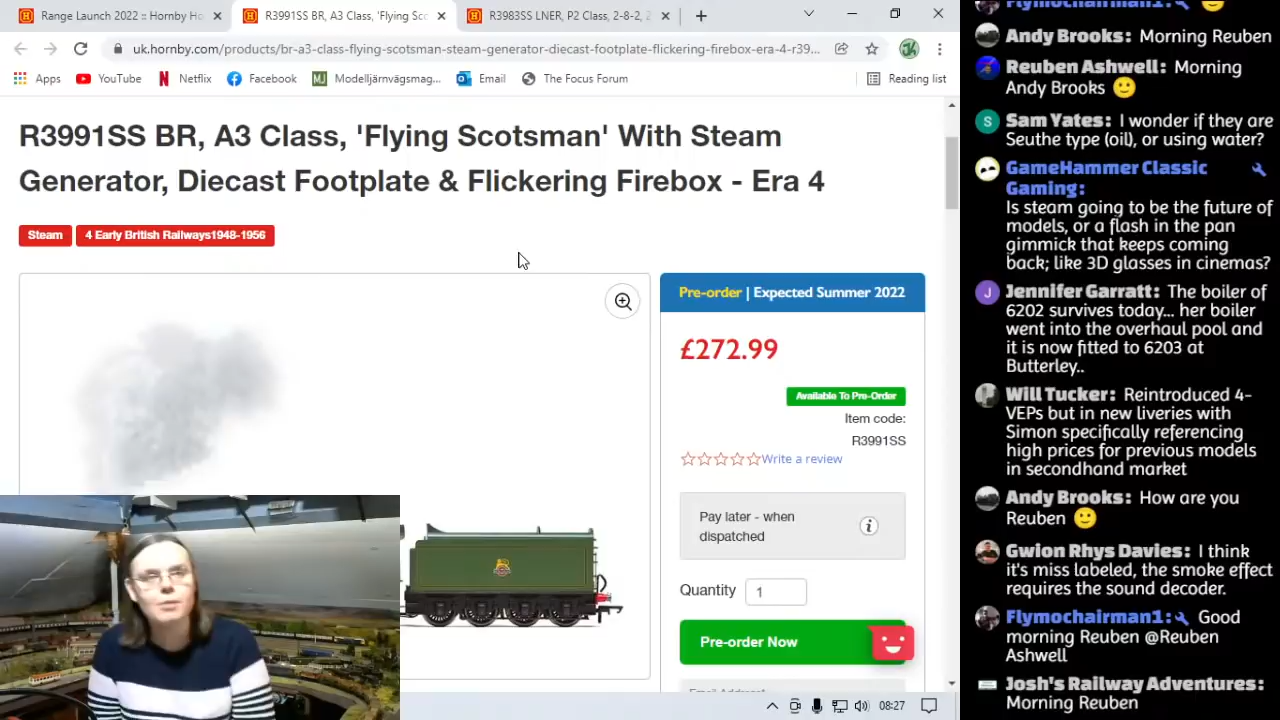 Range Launch 2022 :: Hornby Ho
R3991SS BR, A3 Class, 'Flying Sc
R3983SS LNER, P2 Class, 2-8-2, 2
uk.hornby.com/products/br-a3-class-flying-scotsman-steam-generator-diecast-footplate-flickering-firebox-era-4-r39...
Apps
YouTube
Netflix
Facebook
Modelljärnvägsmag...
Email
The Focus Forum
Reading list
R3991SS BR, A3 Class, 'Flying Scotsman' With Steam
Generator, Diecast Footplate & Flickering Firebox - Era 4
Steam
4 Early British Railways1948-1956
Pre-order | Expected Summer 2022
£272.99
Available To Pre-Order
Item code:
R3991SS
Write a review
Pay later - when
dispatched
Quantity
1
Pre-order Now
Email Address*
08:27
Flymochairman1:
Andy Brooks: Morning Reuben
Reuben Ashwell: Morning
Andy Brooks
Sam Yates: I wonder if they are
Seuthe type (oil), or using water?
GameHammer Classic
Gaming:
Is steam going to be the future of
models, or a flash in the pan
gimmick that keeps coming
back; like 3D glasses in cinemas?
Jennifer Garratt: The boiler of
6202 survives today... her boiler
went into the overhaul pool and
it is now fitted to 6203 at
Butterley..
Will Tucker: Reintroduced 4-
VEPs but in new liveries with
Simon specifically referencing
high prices for previous models
in secondhand market
Andy Brooks: How are you
Reuben
Gwion Rhys Davies: I think
it's miss labeled, the smoke effect
requires the sound decoder.
Flymochairman1: Good
morning Reuben @Reuben
Ashwell
Josh's Railway Adventures:
Morning Reuben